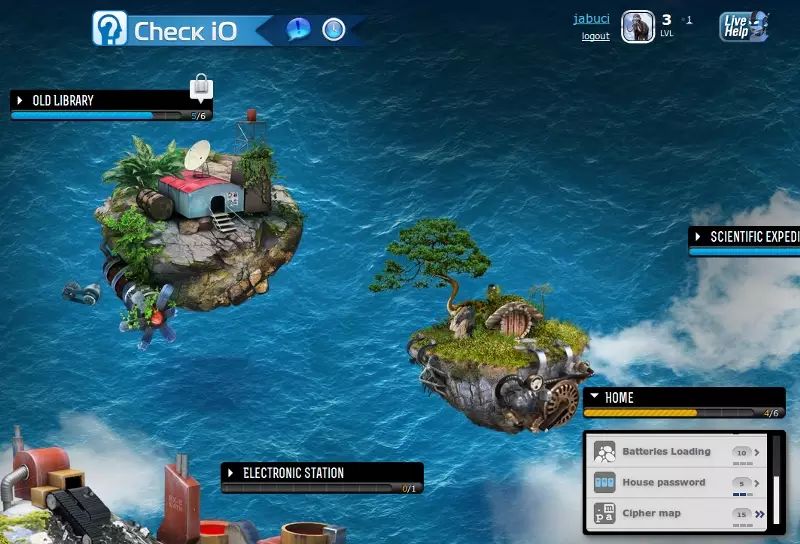 Check iO
jabuci
logout
3
LVL
1
Live
Help
OLD LIBRARY
5/6
SCIENTIFIC EXPEDI
HOME
4/6
Batteries Loading
10
House password
5
Cipher map
15
m
p a
ELECTRONIC STATION
0/1